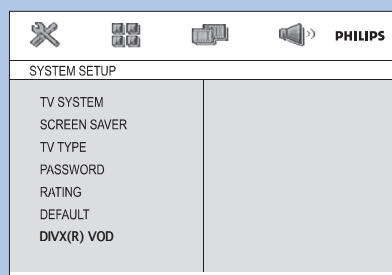 PHILIPS
SYSTEM SETUP
TV SYSTEM
SCREEN SAVER
TV TYPE
PASSWORD
RATING
DEFAULT
DIVX(R) VOD